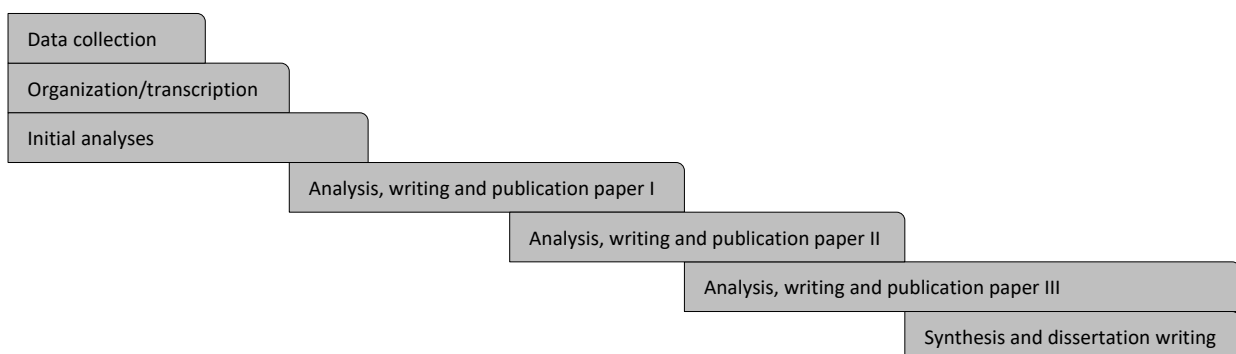 Data collection
Organization/transcription
Initial analyses
Analysis, writing and publication paper I
Analysis, writing and publication paper II
Analysis, writing and publication paper III
Synthesis and dissertation writing